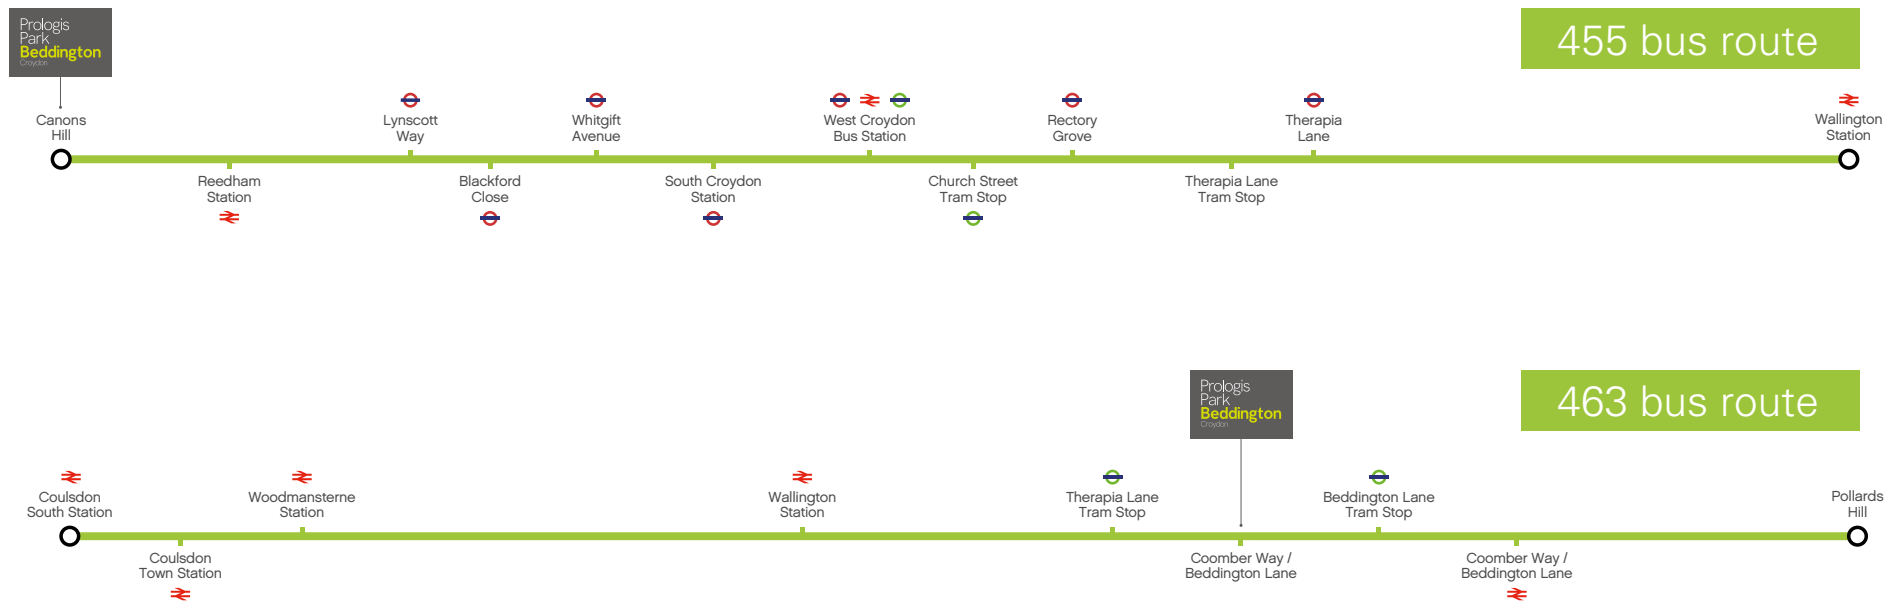 Prologis
Park
Beddington
Croydon
455 bus route
Canons
Hill
Reedham
Station
Lynscott
Way
Blackford
Close
Whitgift
Avenue
South Croydon
Station
West Croydon
Bus Station
Church Street
Tram Stop
Rectory
Grove
Therapia Lane
Tram Stop
Therapia
Lane
Wallington
Station
Prologis
Park
Beddington
Croydon
463 bus route
Coulsdon
South Station
Coulsdon
Town Station
Woodmansterne
Station
Wallington
Station
Therapia Lane
Tram Stop
Coomber Way /
Beddington Lane
Beddington Lane
Tram Stop
Coomber Way /
Beddington Lane
Pollards
Hill